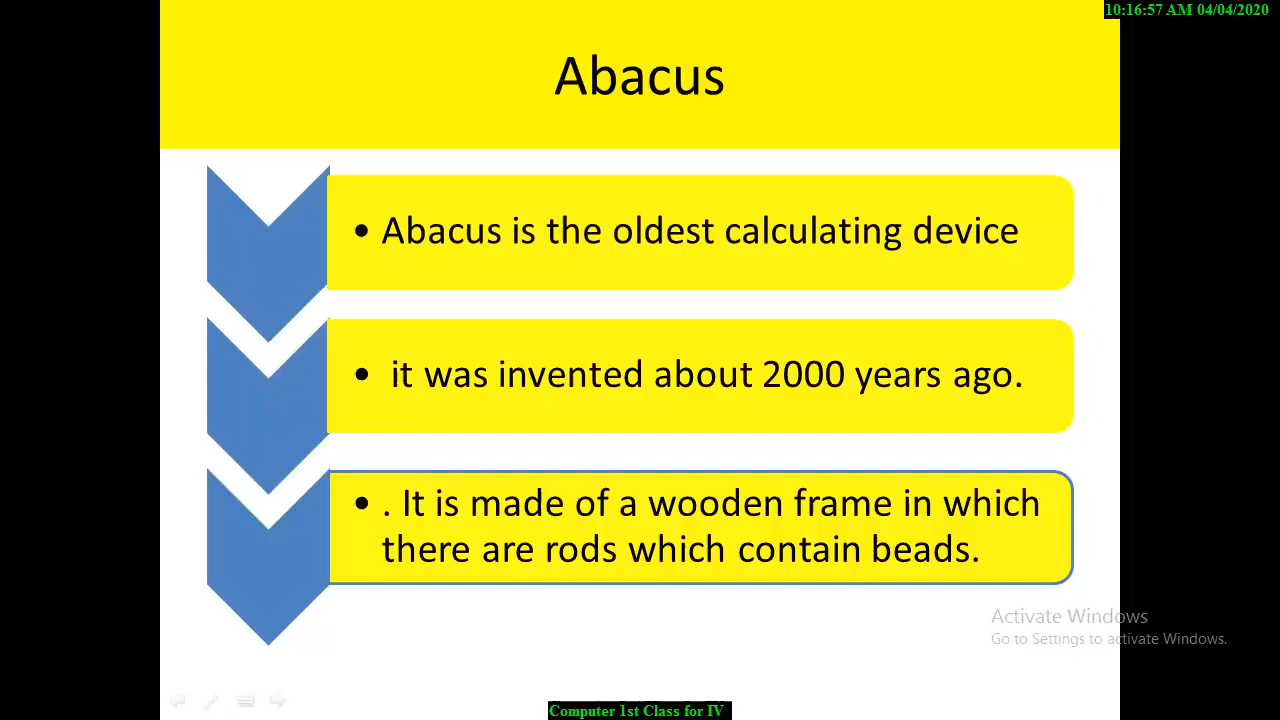 10:16:57 AM 04/04/2020
Abacus
• Abacus is the oldest calculating device
• it was invented about 2000 years ago.
• . It is made of a wooden frame in which
there are rods which contain beads.
Activate Windows
Go to Settings to activate Windows.
Computer 1st Class for IV